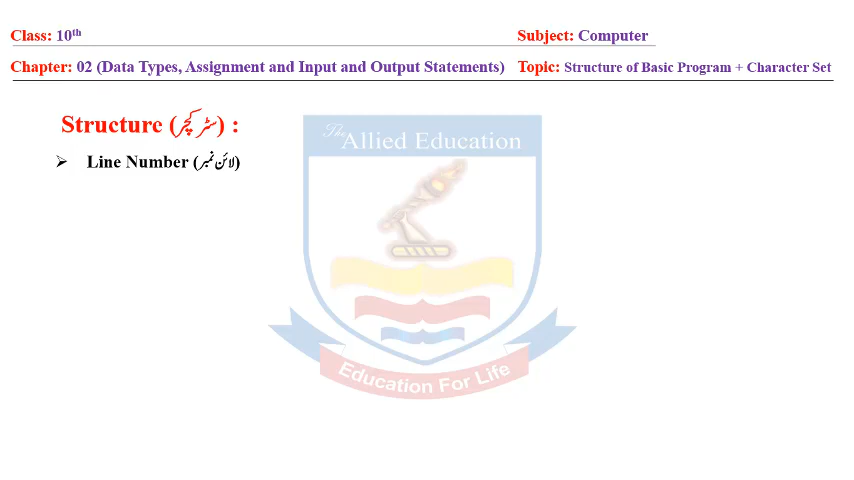 Class: 10th Subject: Computer
Chapter: 02 (Data Types, Assignment and Input and Output Statements) Topic: Structure of Basic Program + Character Set
Structure (سٹرکچر) :
➢ Line Number (لائن نمبر)
The Allied Education
Education For Life